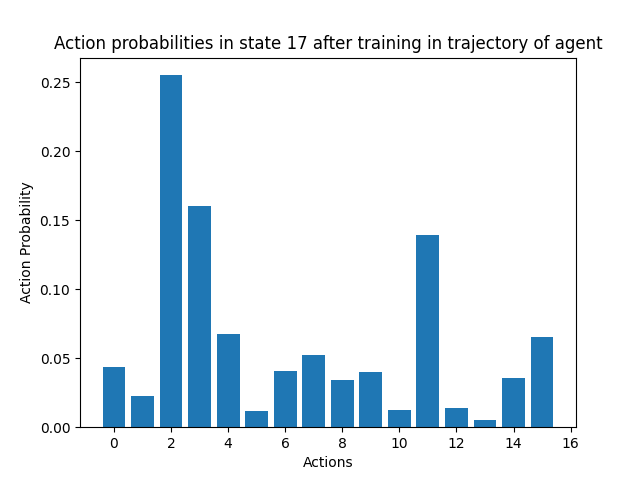 Action probabilities in state 17 after training in trajectory of agent
0.25
0.20
0.15
0.10
0.05
0.00
Action Probability
0 2 4 6 8 10 12 14 16
Actions